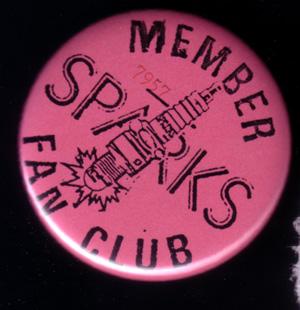 MEMBER
7957
SPARKS
FAN CLUB